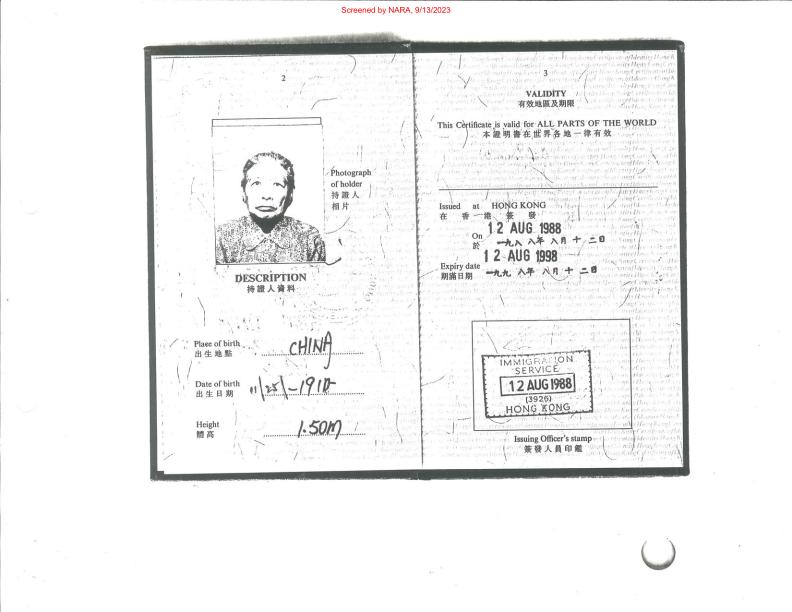 Screened by NARA, 9/13/2023
2
Photograph
of holder
持證人
相片
DESCRIPTION
持證人資料
Place of birth
出生地點
CHINA
Date of birth
出生日期
11/25/-1910
Height
體高
1.50M
3
VALIDITY
有效地區及期限
This Certificate is valid for ALL PARTS OF THE WORLD
本證明書在世界各地一律有效
Issued at HONG KONG
在香港簽發
On 12 AUG 1988
於 一九八八年八月十二日
12 AUG 1998
Expiry date
期滿日期 一九九八年八月十二日
IMMIGRATION
SERVICE
12 AUG 1988
(3926)
HONG KONG
Issuing Officer's stamp
簽發人員印鑑